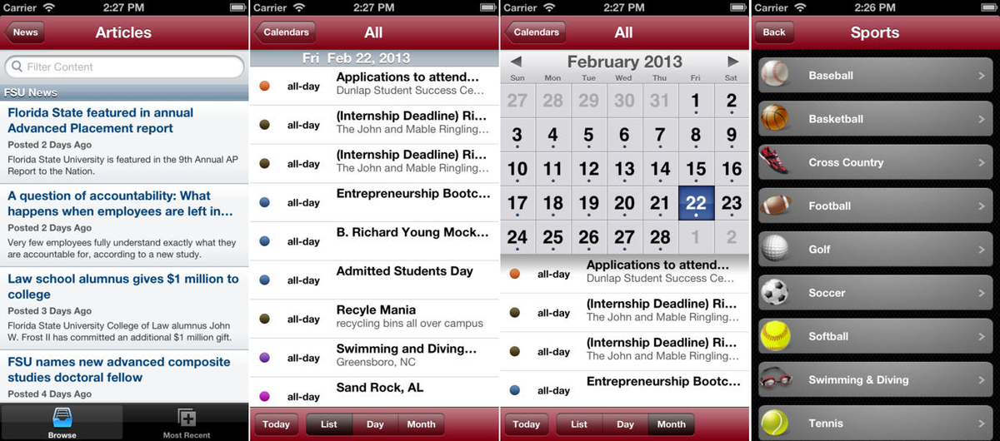 Carrier 2:27 PM
News Articles
Filter Content
FSU News
Florida State featured in annual
Advanced Placement report
Posted 2 Days Ago
Florida State University is featured in the 9th Annual AP
Report to the Nation.
A question of accountability: What
happens when employees are left in...
Posted 2 Days Ago
Very few employees fully understand exactly what they
are accountable for, according to a new study.
Law school alumnus gives $1 million to
college
Posted 3 Days Ago
Florida State University College of Law alumnus John
W. Frost II has committed an additional $1 million gift.
FSU names new advanced composite
studies doctoral fellow
Posted 4 Days Ago
Browse Most Recent
Carrier 2:27 PM
Calendars All
Fri Feb 22, 2013
Applications to attend...
all-day Dunlap Student Success Ce...
(Internship Deadline) Ri...
all-day The John and Mable Ringling...
(Internship Deadline) Ri...
all-day The John and Mable Ringling...
all-day Entrepreneurship Bootc...
all-day B. Richard Young Mock...
all-day Admitted Students Day
Recyle Mania
all-day recycling bins all over campus
Swimming and Diving...
all-day Greensboro, NC
all-day Sand Rock, AL
Today List Day Month
Carrier 2:27 PM
Calendars All
February 2013
Sun Mon Tue Wed Thu Fri Sat
27 28 29 30 31 1 2
3 4 5 6 7 8 9
10 11 12 13 14 15 16
17 18 19 20 21 22 23
24 25 26 27 28 1 2
Applications to attend...
all-day Dunlap Student Success Ce...
(Internship Deadline) Ri...
all-day The John and Mable Ringling...
(Internship Deadline) Ri...
all-day The John and Mable Ringling...
all-day Entrepreneurship Bootc...
Today List Day Month
Carrier 2:26 PM
Back Sports
Baseball
Basketball
Cross Country
Football
Golf
Soccer
Softball
Swimming & Diving
Tennis